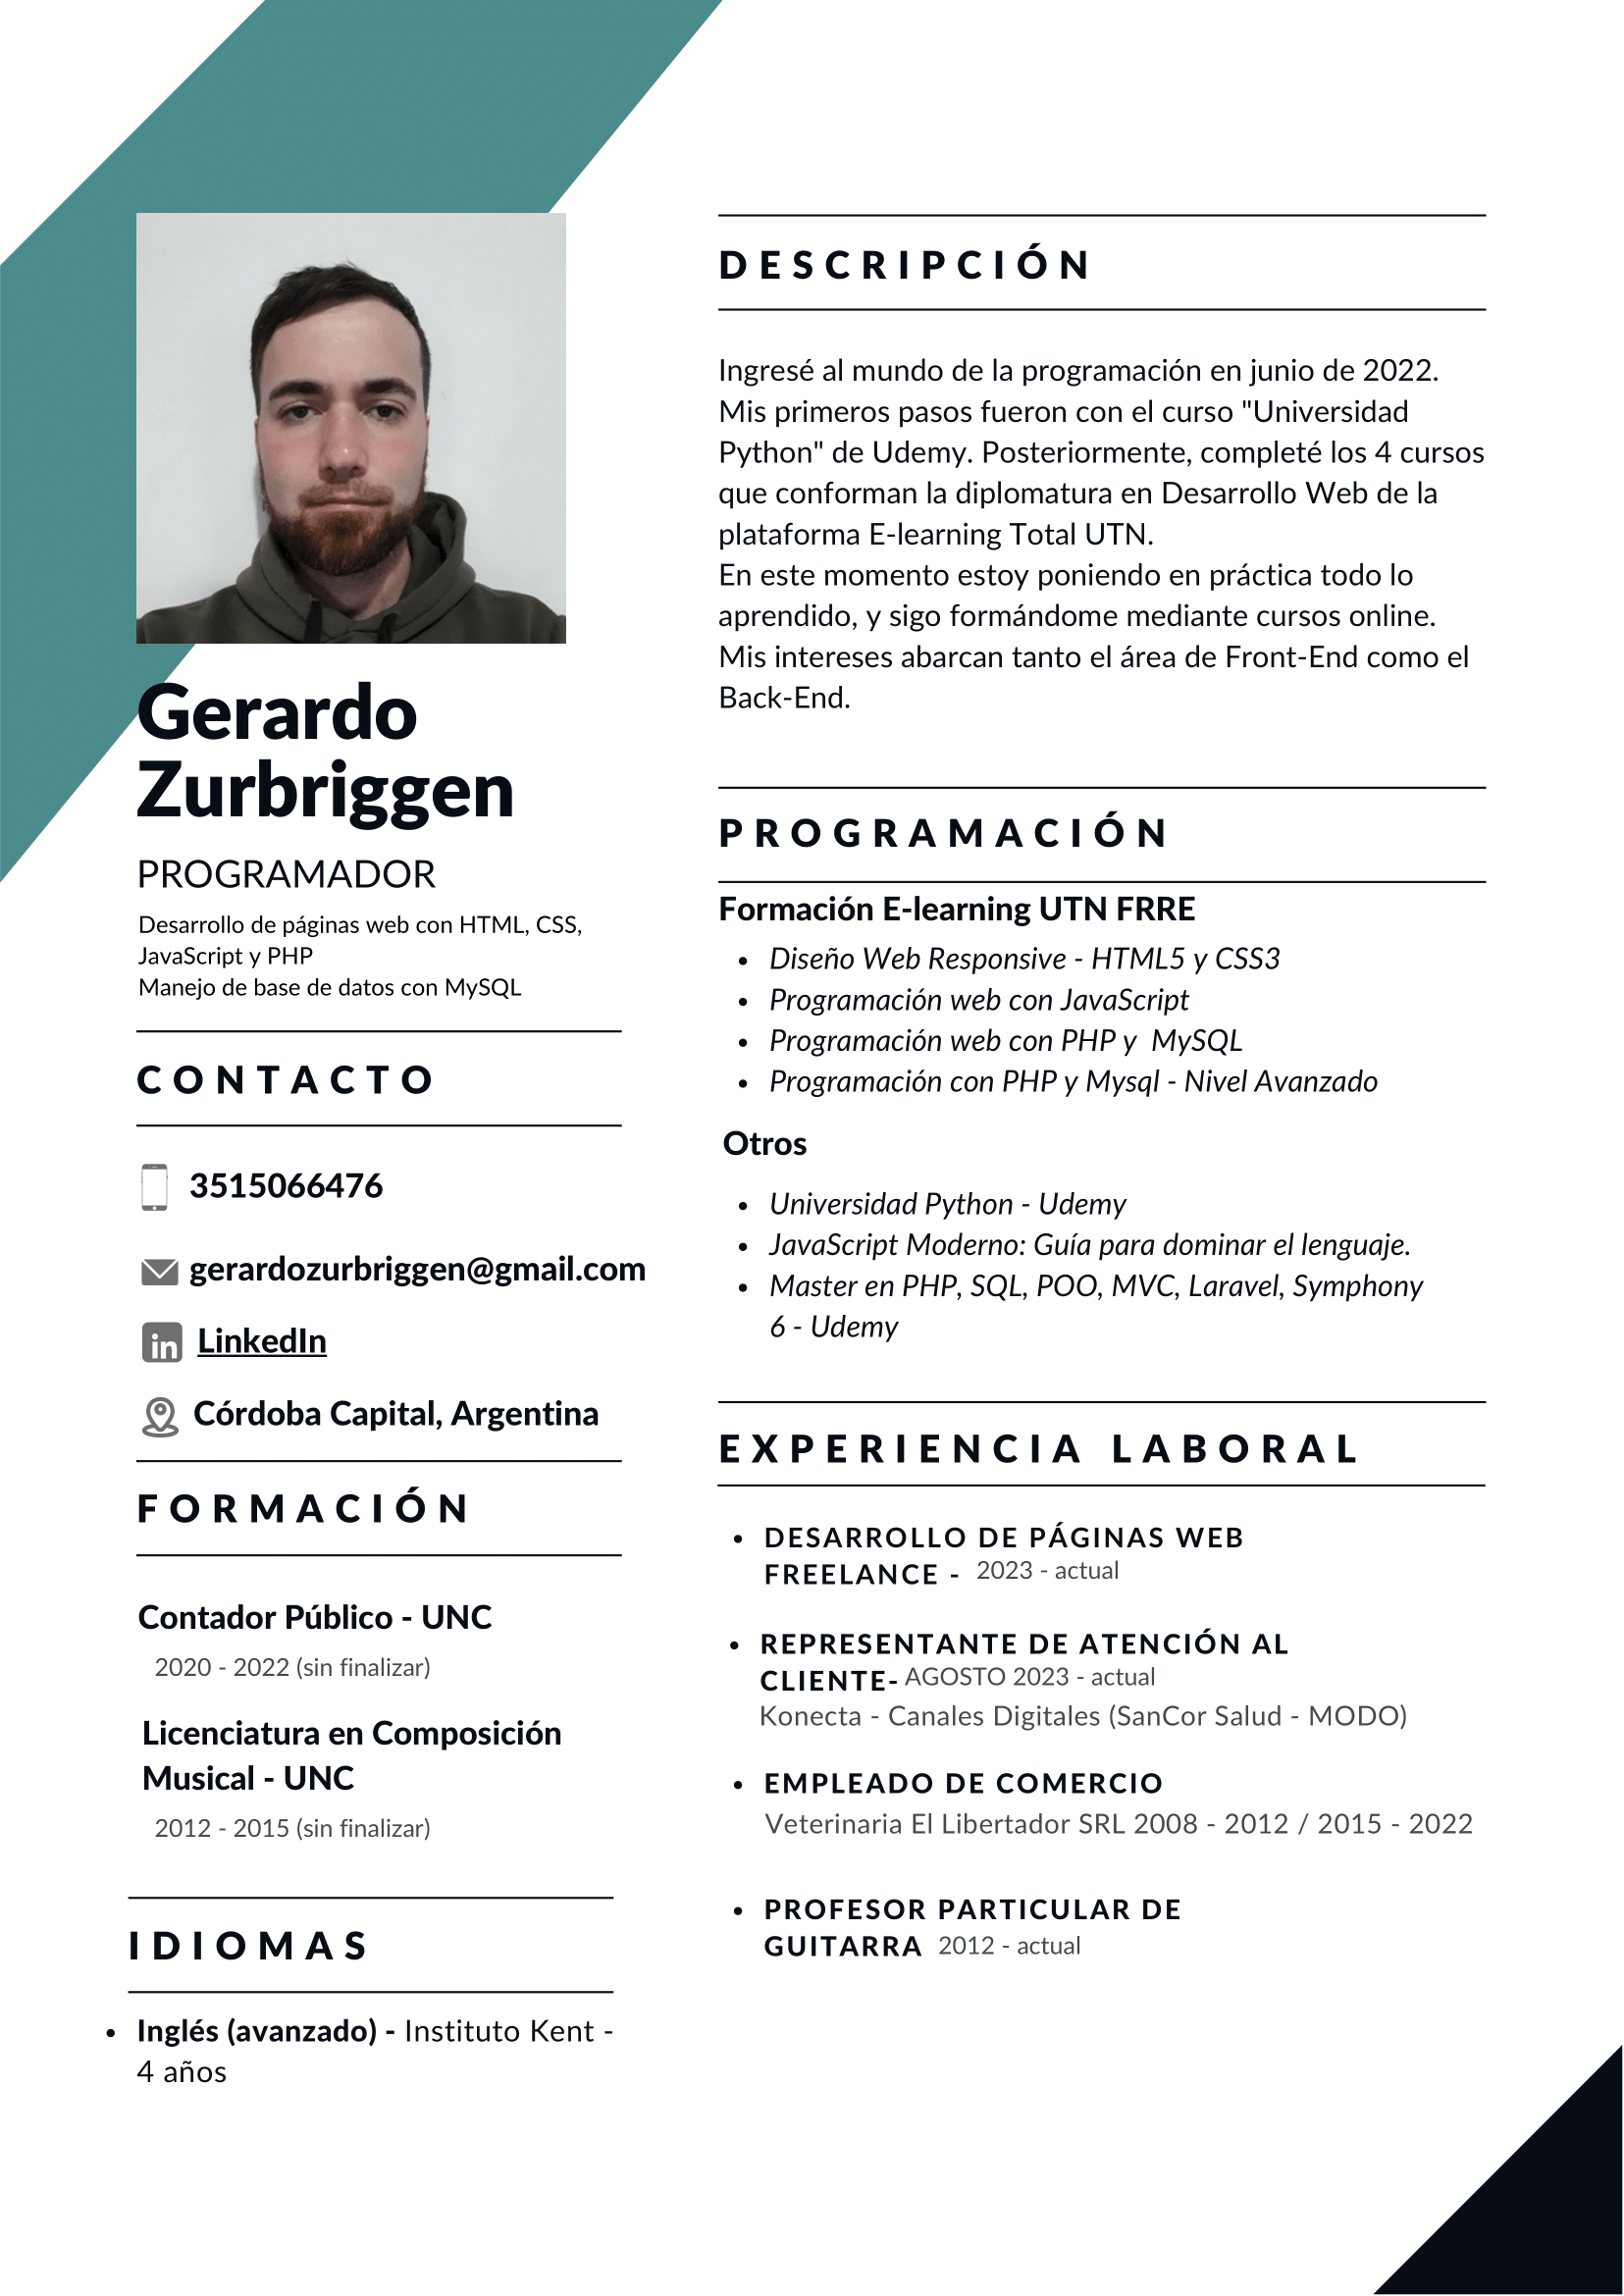 Gerardo
Zurbriggen
PROGRAMADOR
Desarrollo de páginas web con HTML, CSS,
JavaScript y PHP
Manejo de base de datos con MySQL
CONTACTO
3515066476
gerardozurbriggen@gmail.com
LinkedIn
Córdoba Capital, Argentina
FORMACIÓN
Contador Público - UNC
2020 - 2022 (sin finalizar)
Licenciatura en Composición
Musical - UNC
2012 - 2015 (sin finalizar)
IDIOMAS
• Inglés (avanzado) - Instituto Kent -
4 años
DESCRIPCIÓN
Ingresé al mundo de la programación en junio de 2022.
Mis primeros pasos fueron con el curso "Universidad
Python" de Udemy. Posteriormente, completé los 4 cursos
que conforman la diplomatura en Desarrollo Web de la
plataforma E-learning Total UTN.
En este momento estoy poniendo en práctica todo lo
aprendido, y sigo formándome mediante cursos online.
Mis intereses abarcan tanto el área de Front-End como el
Back-End.
PROGRAMACIÓN
Formación E-learning UTN FRRE
• Diseño Web Responsive - HTML5 y CSS3
• Programación web con JavaScript
• Programación web con PHP y  MySQL
• Programación con PHP y Mysql - Nivel Avanzado
Otros
• Universidad Python - Udemy
• JavaScript Moderno: Guía para dominar el lenguaje.
• Master en PHP, SQL, POO, MVC, Laravel, Symphony
6 - Udemy
EXPERIENCIA LABORAL
• DESARROLLO DE PÁGINAS WEB
FREELANCE - 2023 - actual
• REPRESENTANTE DE ATENCIÓN AL
CLIENTE- AGOSTO 2023 - actual
Konecta - Canales Digitales (SanCor Salud - MODO)
• EMPLEADO DE COMERCIO
Veterinaria El Libertador SRL 2008 - 2012 / 2015 - 2022
• PROFESOR PARTICULAR DE
GUITARRA 2012 - actual